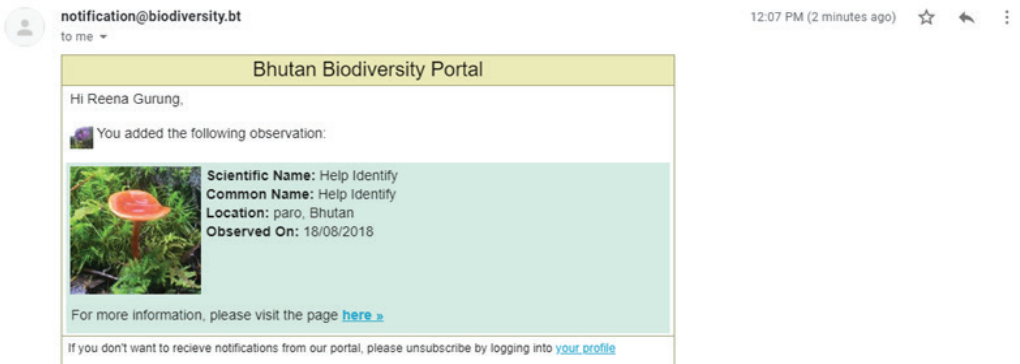 notification@biodiversity.bt
12:07 PM (2 minutes ago)
to me
Bhutan Biodiversity Portal
Hi Reena Gurung,
You added the following observation:
Scientific Name: Help Identify
Common Name: Help Identify
Location: paro, Bhutan
Observed On: 18/08/2018
For more information, please visit the page here »
If you don't want to recieve notifications from our portal, please unsubscribe by logging into your profile